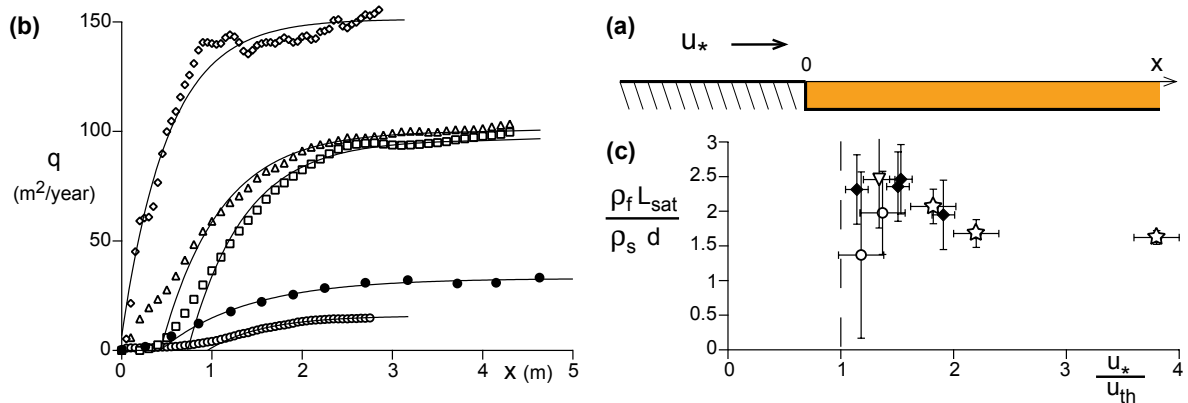 (b)
150
100
50
0
q
(m²/year)
0 1 2 3 4 5
x (m)
(a)
u* 
0
x
(c)
ρf Lsat
ρs d
3
2.5
2
1.5
1
0.5
0
0 1 2 3 4
u*
uth